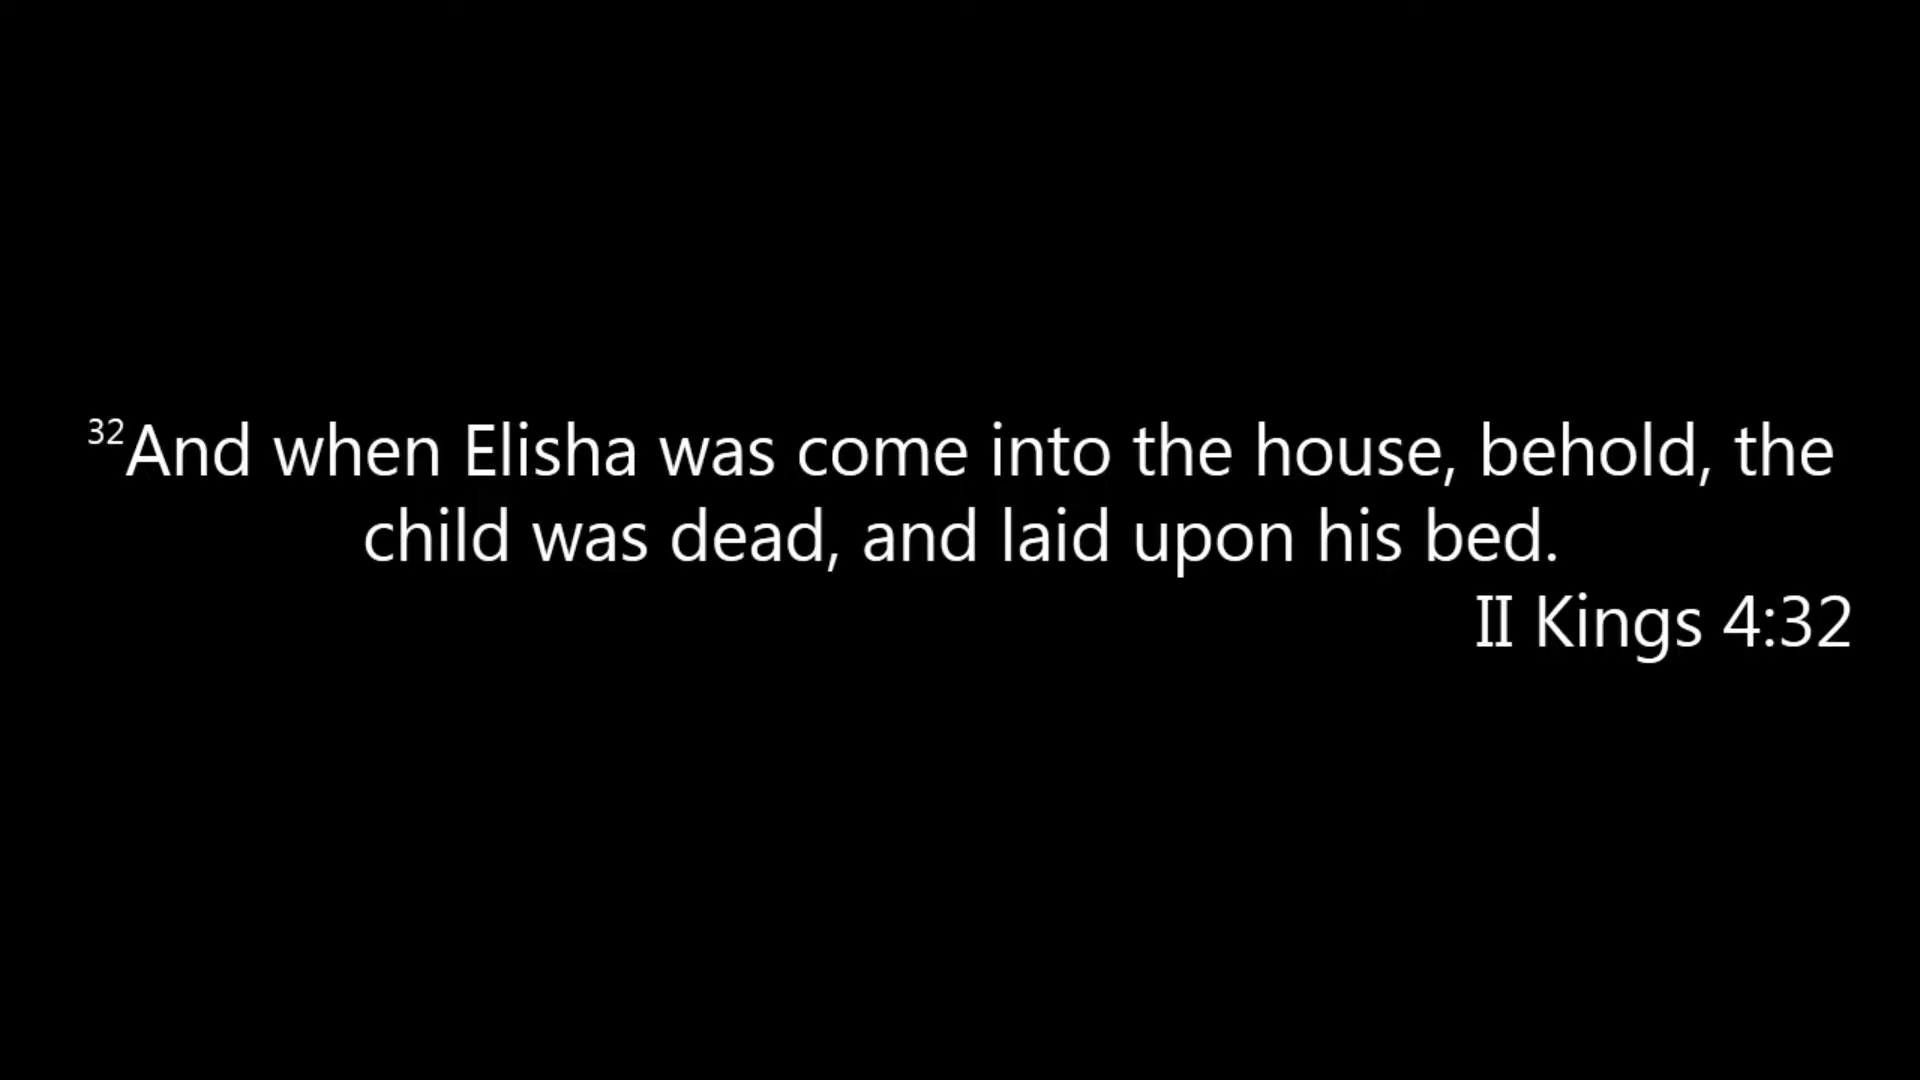 32And when Elisha was come into the house, behold, the
child was dead, and laid upon his bed.
II Kings 4:32